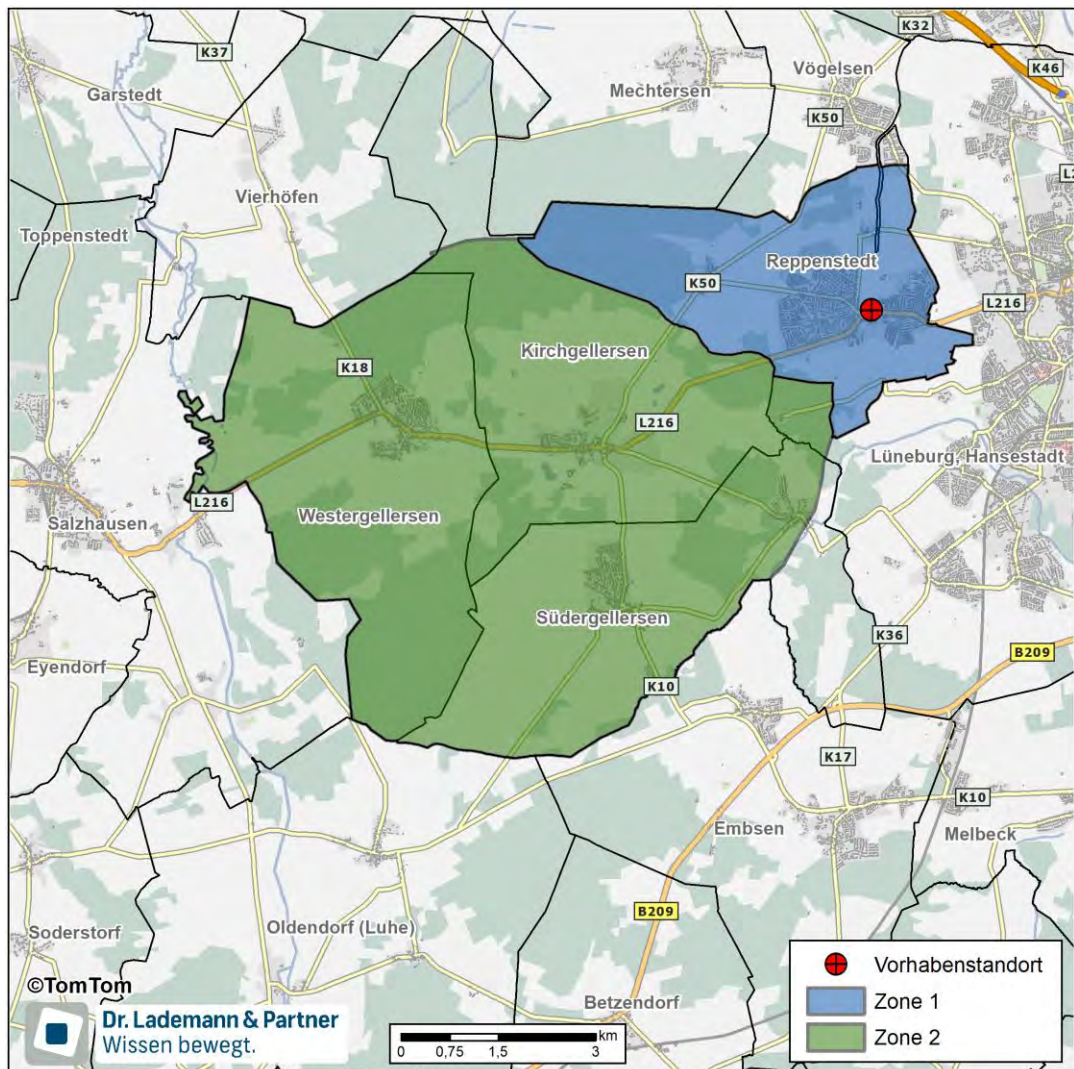 K32
K37
K46
Vögelsen
Garstedt
Mechtersen
K50
Vierhöfen
Toppenstedt
Reppenstedt
K50
L216
Kirchgellersen
K18
L216
Lüneburg, Hansestadt
L216
Salzhausen
Westergellersen
Südergellersen
K36
B209
Eyendorf
K10
K17
K10
Embsen
Melbeck
B209
Oldendorf (Luhe)
Soderstorf
©TomTom
Betzendorf
Dr. Lademann & Partner
Wissen bewegt.
km
0 0,75 1,5 3
Vorhabenstandort
Zone 1
Zone 2